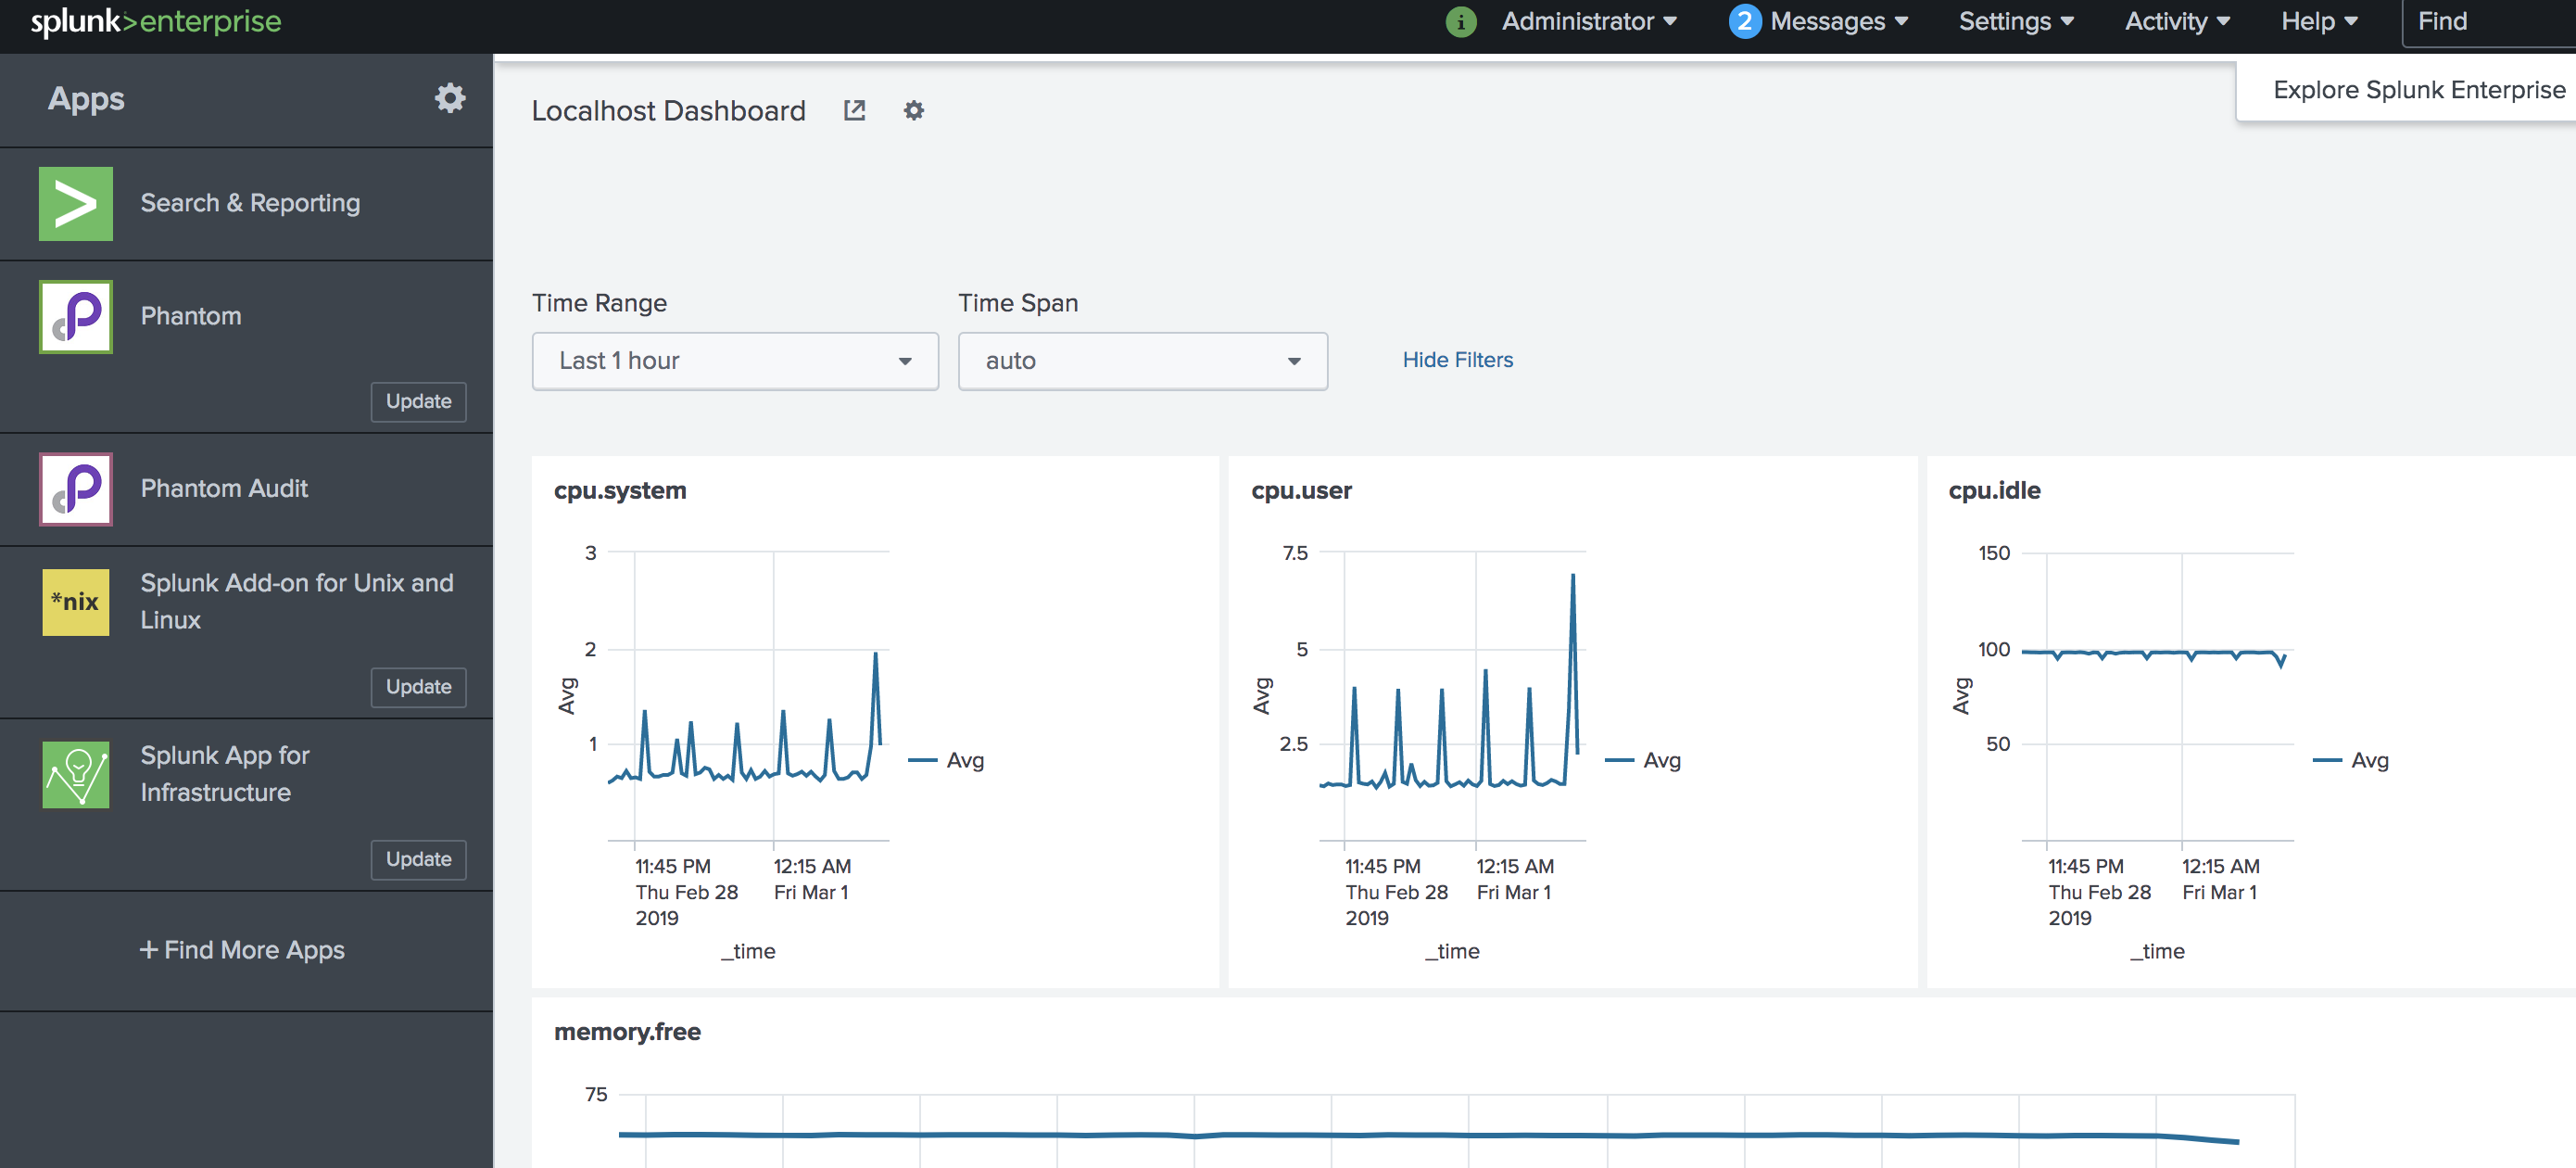 splunk>enterprise
i Administrator 2 Messages Settings Activity Help Find
Explore Splunk Enterprise
Apps
Search & Reporting
Phantom
Update
Phantom Audit
*nix
Splunk Add-on for Unix and
Linux
Update
Splunk App for
Infrastructure
Update
+ Find More Apps
Localhost Dashboard
Time Range
Last 1 hour
Time Span
auto
Hide Filters
cpu.system
3
2
1
Avg
Avg
11:45 PM
Thu Feb 28
2019
12:15 AM
Fri Mar 1
_time
cpu.user
7.5
5
2.5
Avg
Avg
11:45 PM
Thu Feb 28
2019
12:15 AM
Fri Mar 1
_time
cpu.idle
150
100
50
Avg
Avg
11:45 PM
Thu Feb 28
2019
12:15 AM
Fri Mar 1
_time
memory.free
75